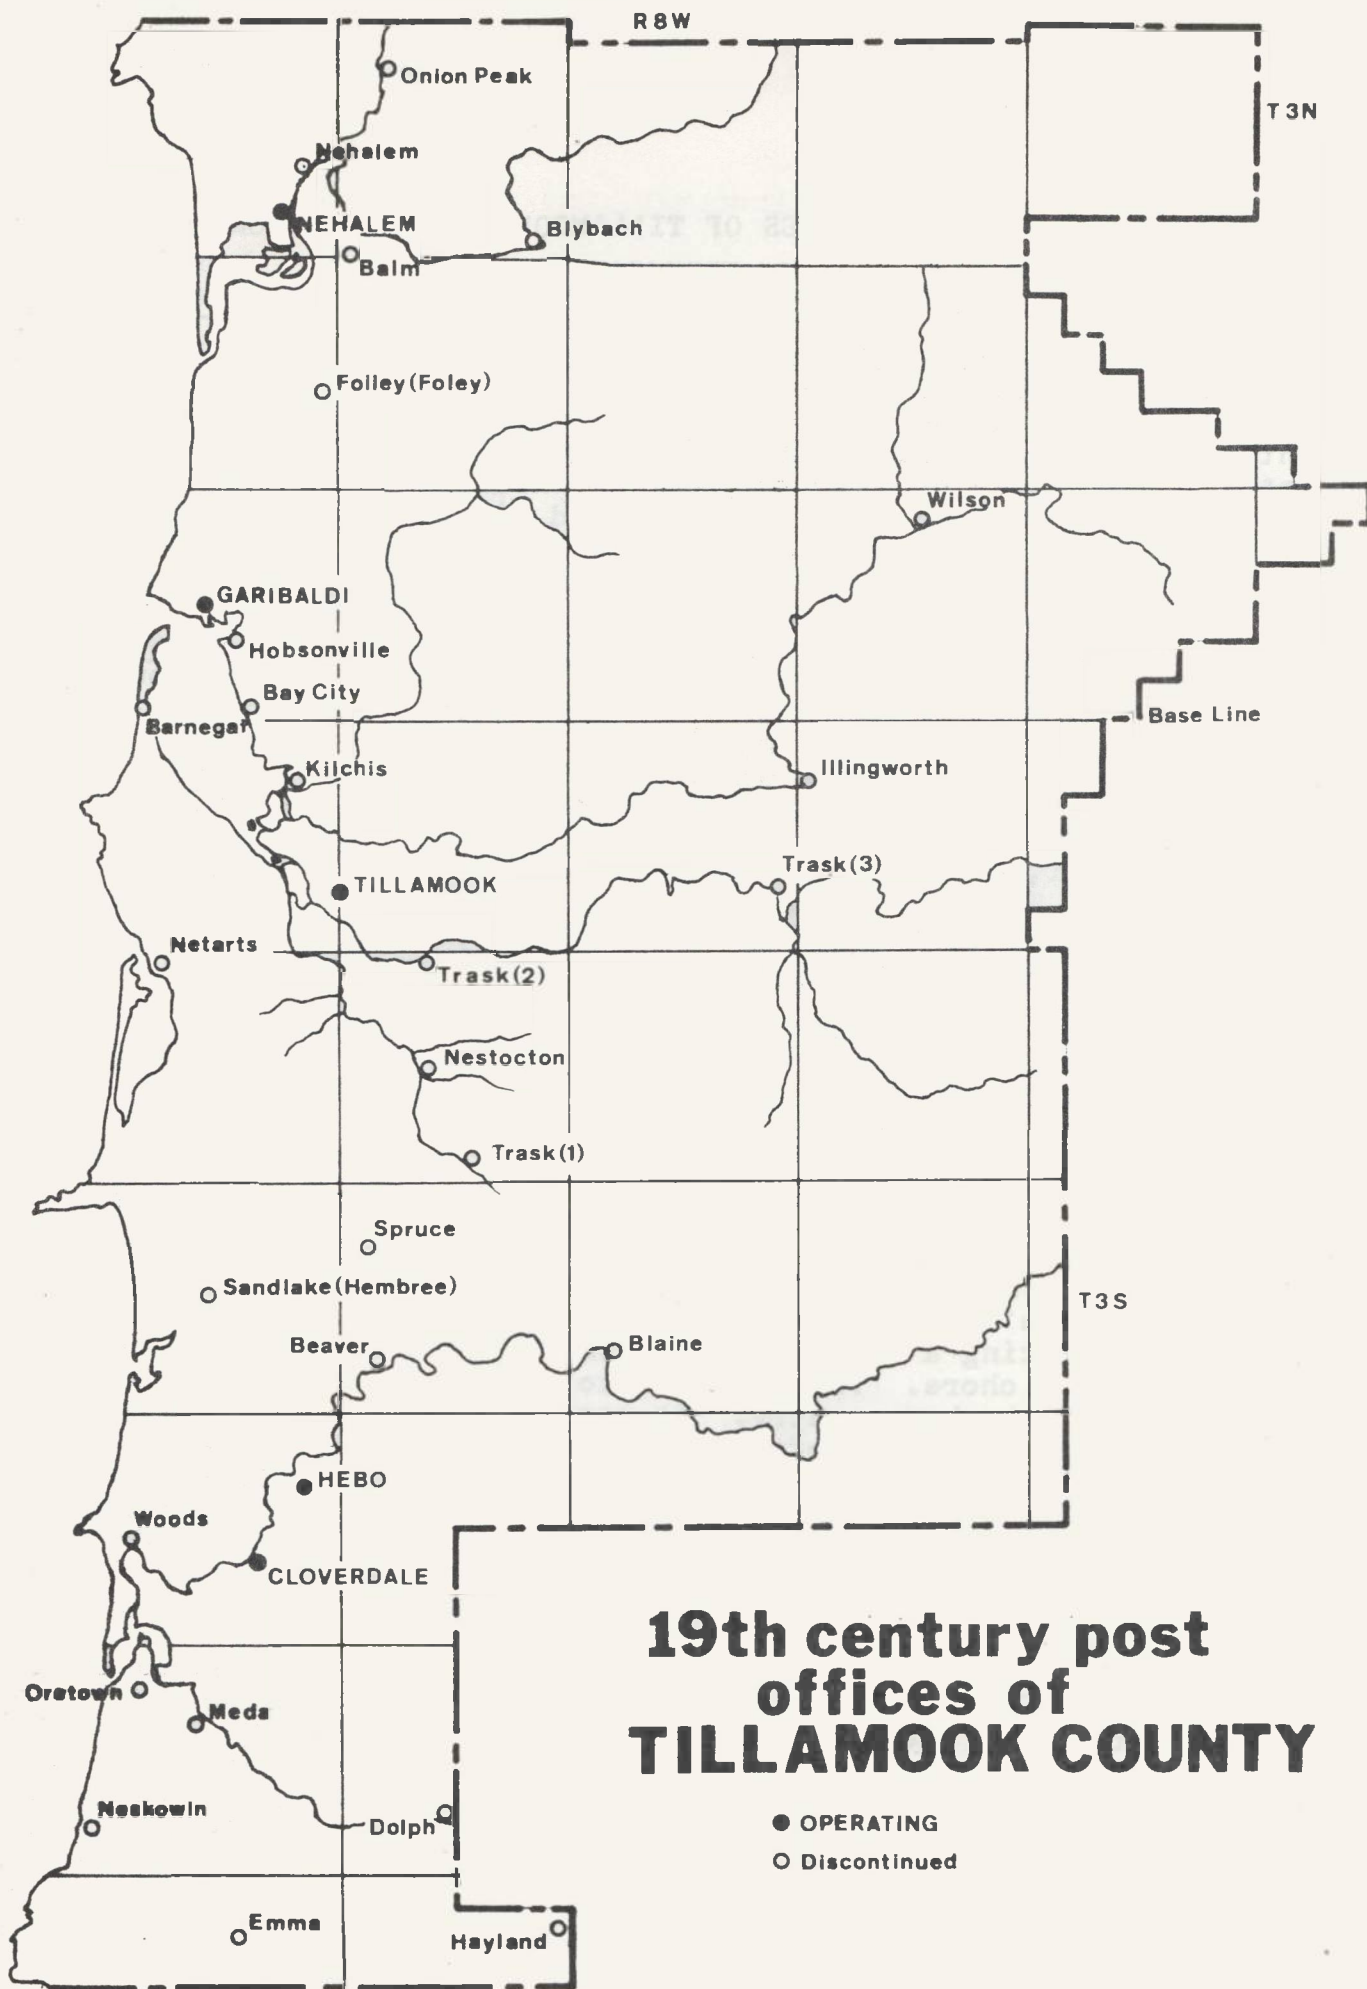 R8W
Onion Peak
T3N
Nehalem
NEHALEM
Blybach
Balm
Folley(Foley)
Wilson
GARIBALDI
Hobsonville
Bay City
Barnegat
Base Line
Kilchis
Illingworth
Trask(3)
TILLAMOOK
Netarts
Trask(2)
Nestocton
Trask(1)
Spruce
Sandlake(Hembree)
T3S
Beaver
Blaine
HEBO
Woods
CLOVERDALE
19th century post
offices of
TILLAMOOK COUNTY
Oretown
Meda
Neskowin
Dolph
OPERATING
Discontinued
Emma
Hayland